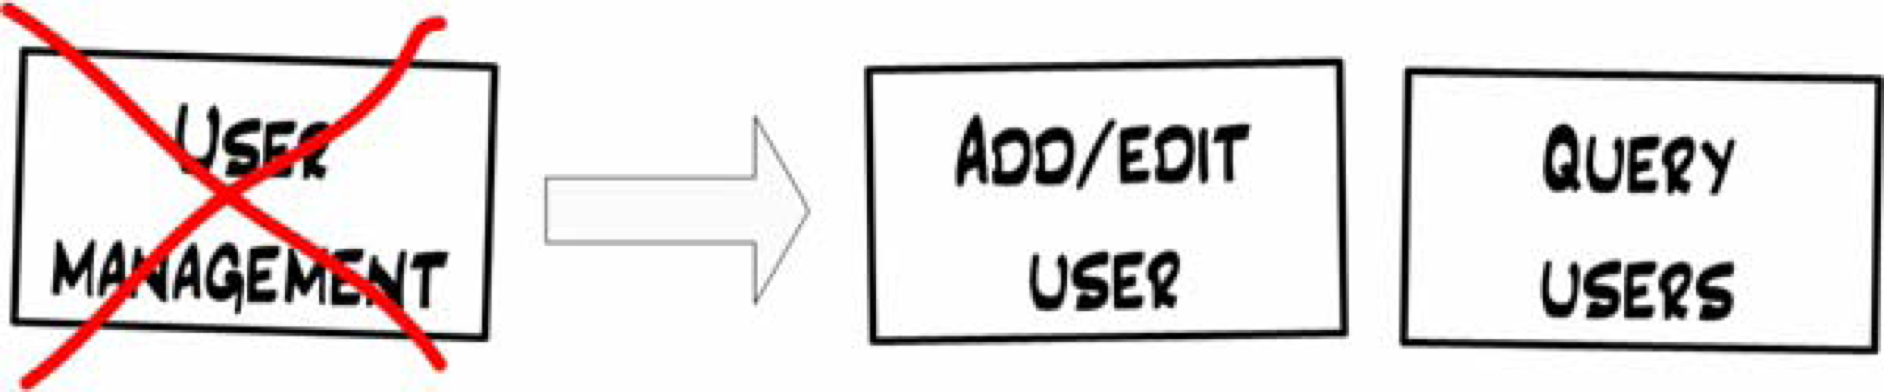 User
management
Add/edit
user
Query
users